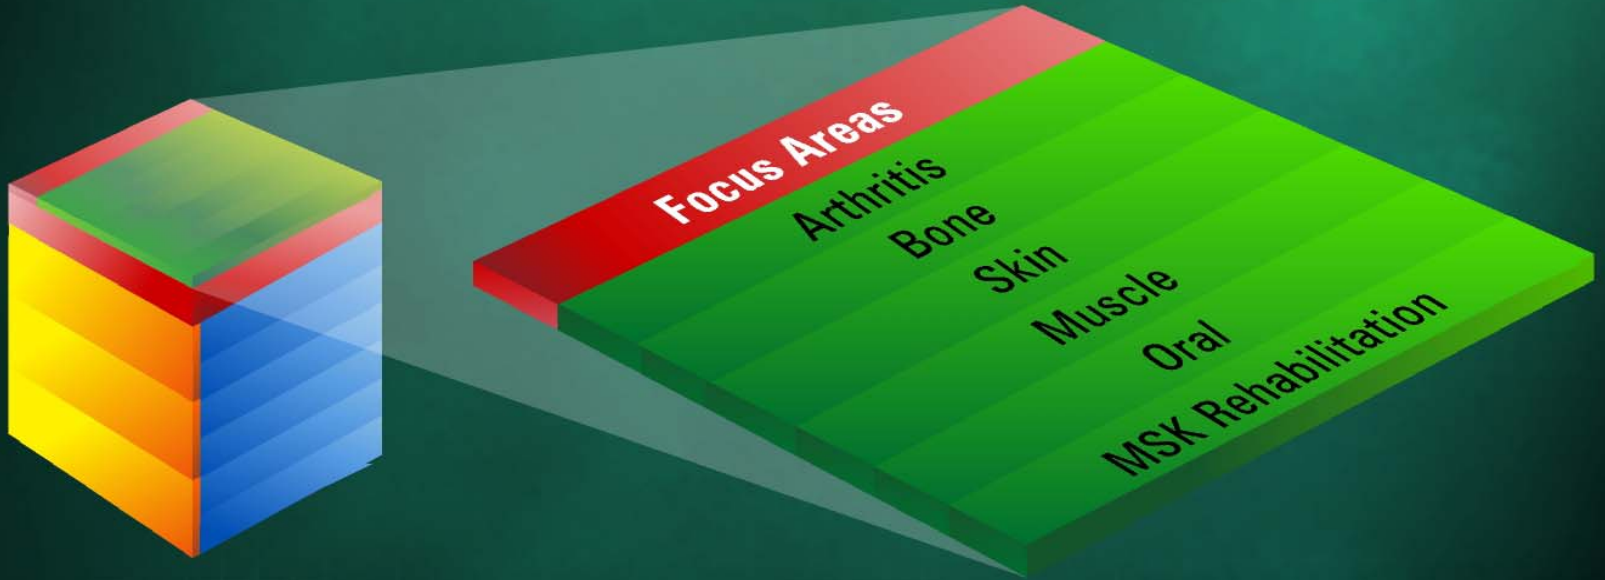 Focus Areas
Arthritis
Bone
Skin
Muscle
Oral
MSK Rehabilitation